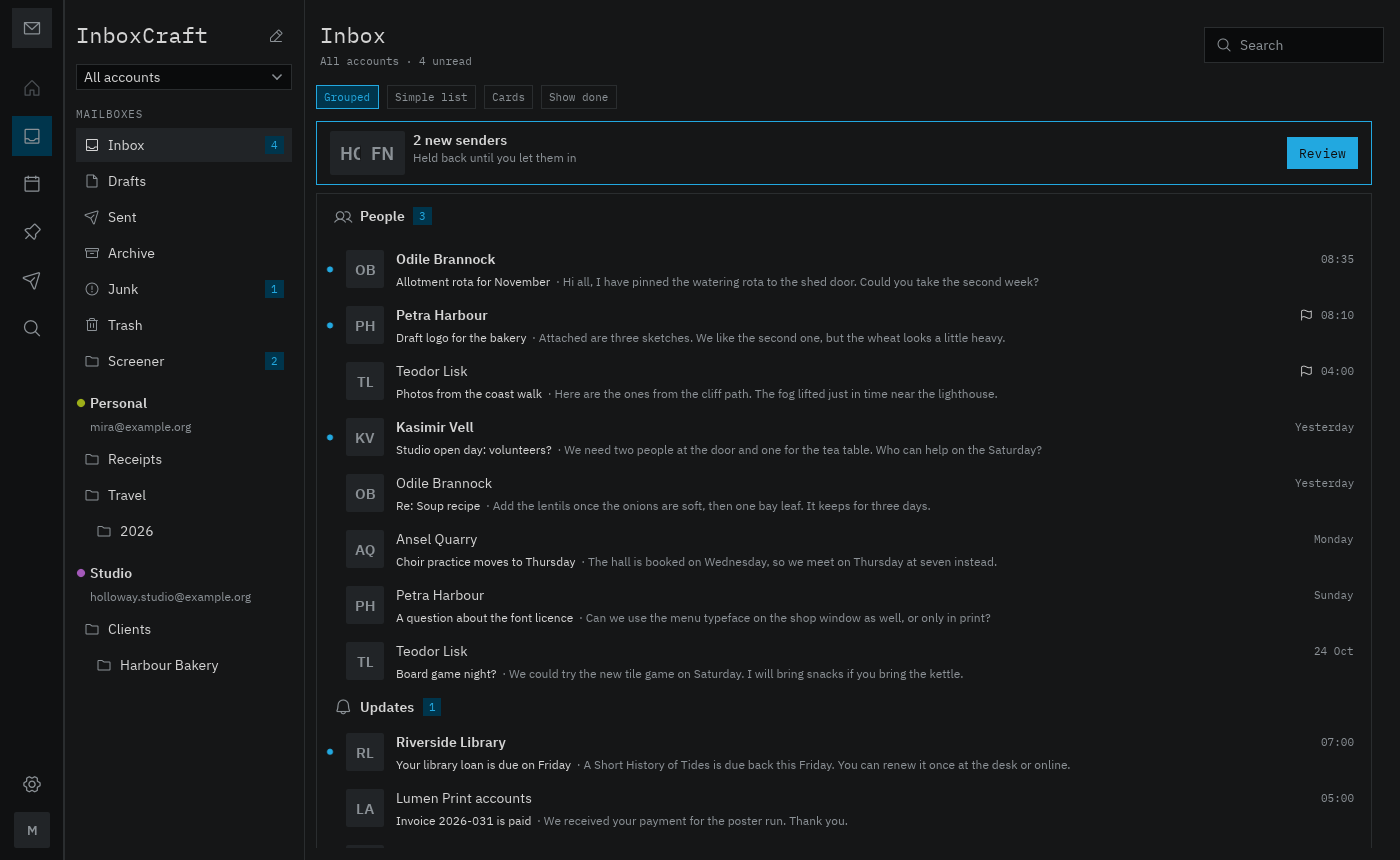 InboxCraft
All accounts
MAILBOXES
Inbox 4
Drafts
Sent
Archive
Junk 1
Trash
Screener 2
Personal
mira@example.org
Receipts
Travel
2026
Studio
holloway.studio@example.org
Clients
Harbour Bakery
M
Inbox
All accounts · 4 unread
Search
Grouped Simple list Cards Show done
FN
2 new senders
Held back until you let them in
Review
People 3
OB
Odile Brannock 08:35
Allotment rota for November · Hi all, I have pinned the watering rota to the shed door. Could you take the second week?
PH
Petra Harbour 08:10
Draft logo for the bakery · Attached are three sketches. We like the second one, but the wheat looks a little heavy.
TL
Teodor Lisk 04:00
Photos from the coast walk · Here are the ones from the cliff path. The fog lifted just in time near the lighthouse.
KV
Kasimir Vell Yesterday
Studio open day: volunteers? · We need two people at the door and one for the tea table. Who can help on the Saturday?
OB
Odile Brannock Yesterday
Re: Soup recipe · Add the lentils once the onions are soft, then one bay leaf. It keeps for three days.
AQ
Ansel Quarry Monday
Choir practice moves to Thursday · The hall is booked on Wednesday, so we meet on Thursday at seven instead.
PH
Petra Harbour Sunday
A question about the font licence · Can we use the menu typeface on the shop window as well, or only in print?
TL
Teodor Lisk 24 Oct
Board game night? · We could try the new tile game on Saturday. I will bring snacks if you bring the kettle.
Updates 1
RL
Riverside Library 07:00
Your library loan is due on Friday · A Short History of Tides is due back this Friday. You can renew it once at the desk or online.
LA
Lumen Print accounts 05:00
Invoice 2026-031 is paid · We received your payment for the poster run. Thank you.